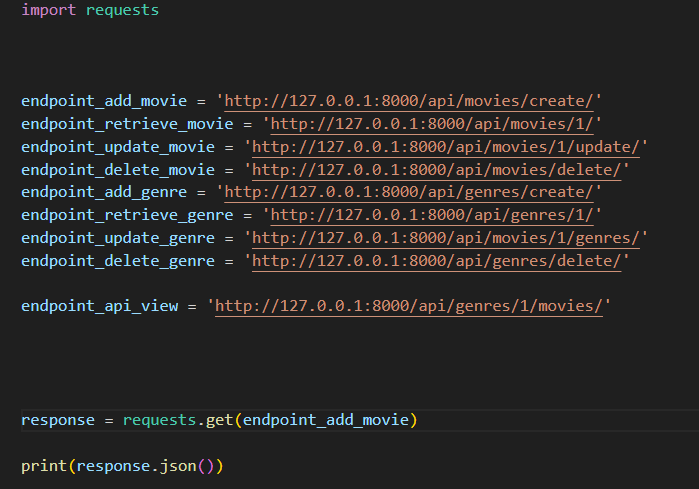 import requests
endpoint_add_movie = 'http://127.0.0.1:8000/api/movies/create/'
endpoint_retrieve_movie = 'http://127.0.0.1:8000/api/movies/1/'
endpoint_update_movie = 'http://127.0.0.1:8000/api/movies/1/update/'
endpoint_delete_movie = 'http://127.0.0.1:8000/api/movies/delete/'
endpoint_add_genre = 'http://127.0.0.1:8000/api/genres/create/'
endpoint_retrieve_genre = 'http://127.0.0.1:8000/api/genres/1/'
endpoint_update_genre = 'http://127.0.0.1:8000/api/movies/1/genres/'
endpoint_delete_genre = 'http://127.0.0.1:8000/api/genres/delete/'
endpoint_api_view = 'http://127.0.0.1:8000/api/genres/1/movies/'
response = requests.get(endpoint_add_movie)
print(response.json())